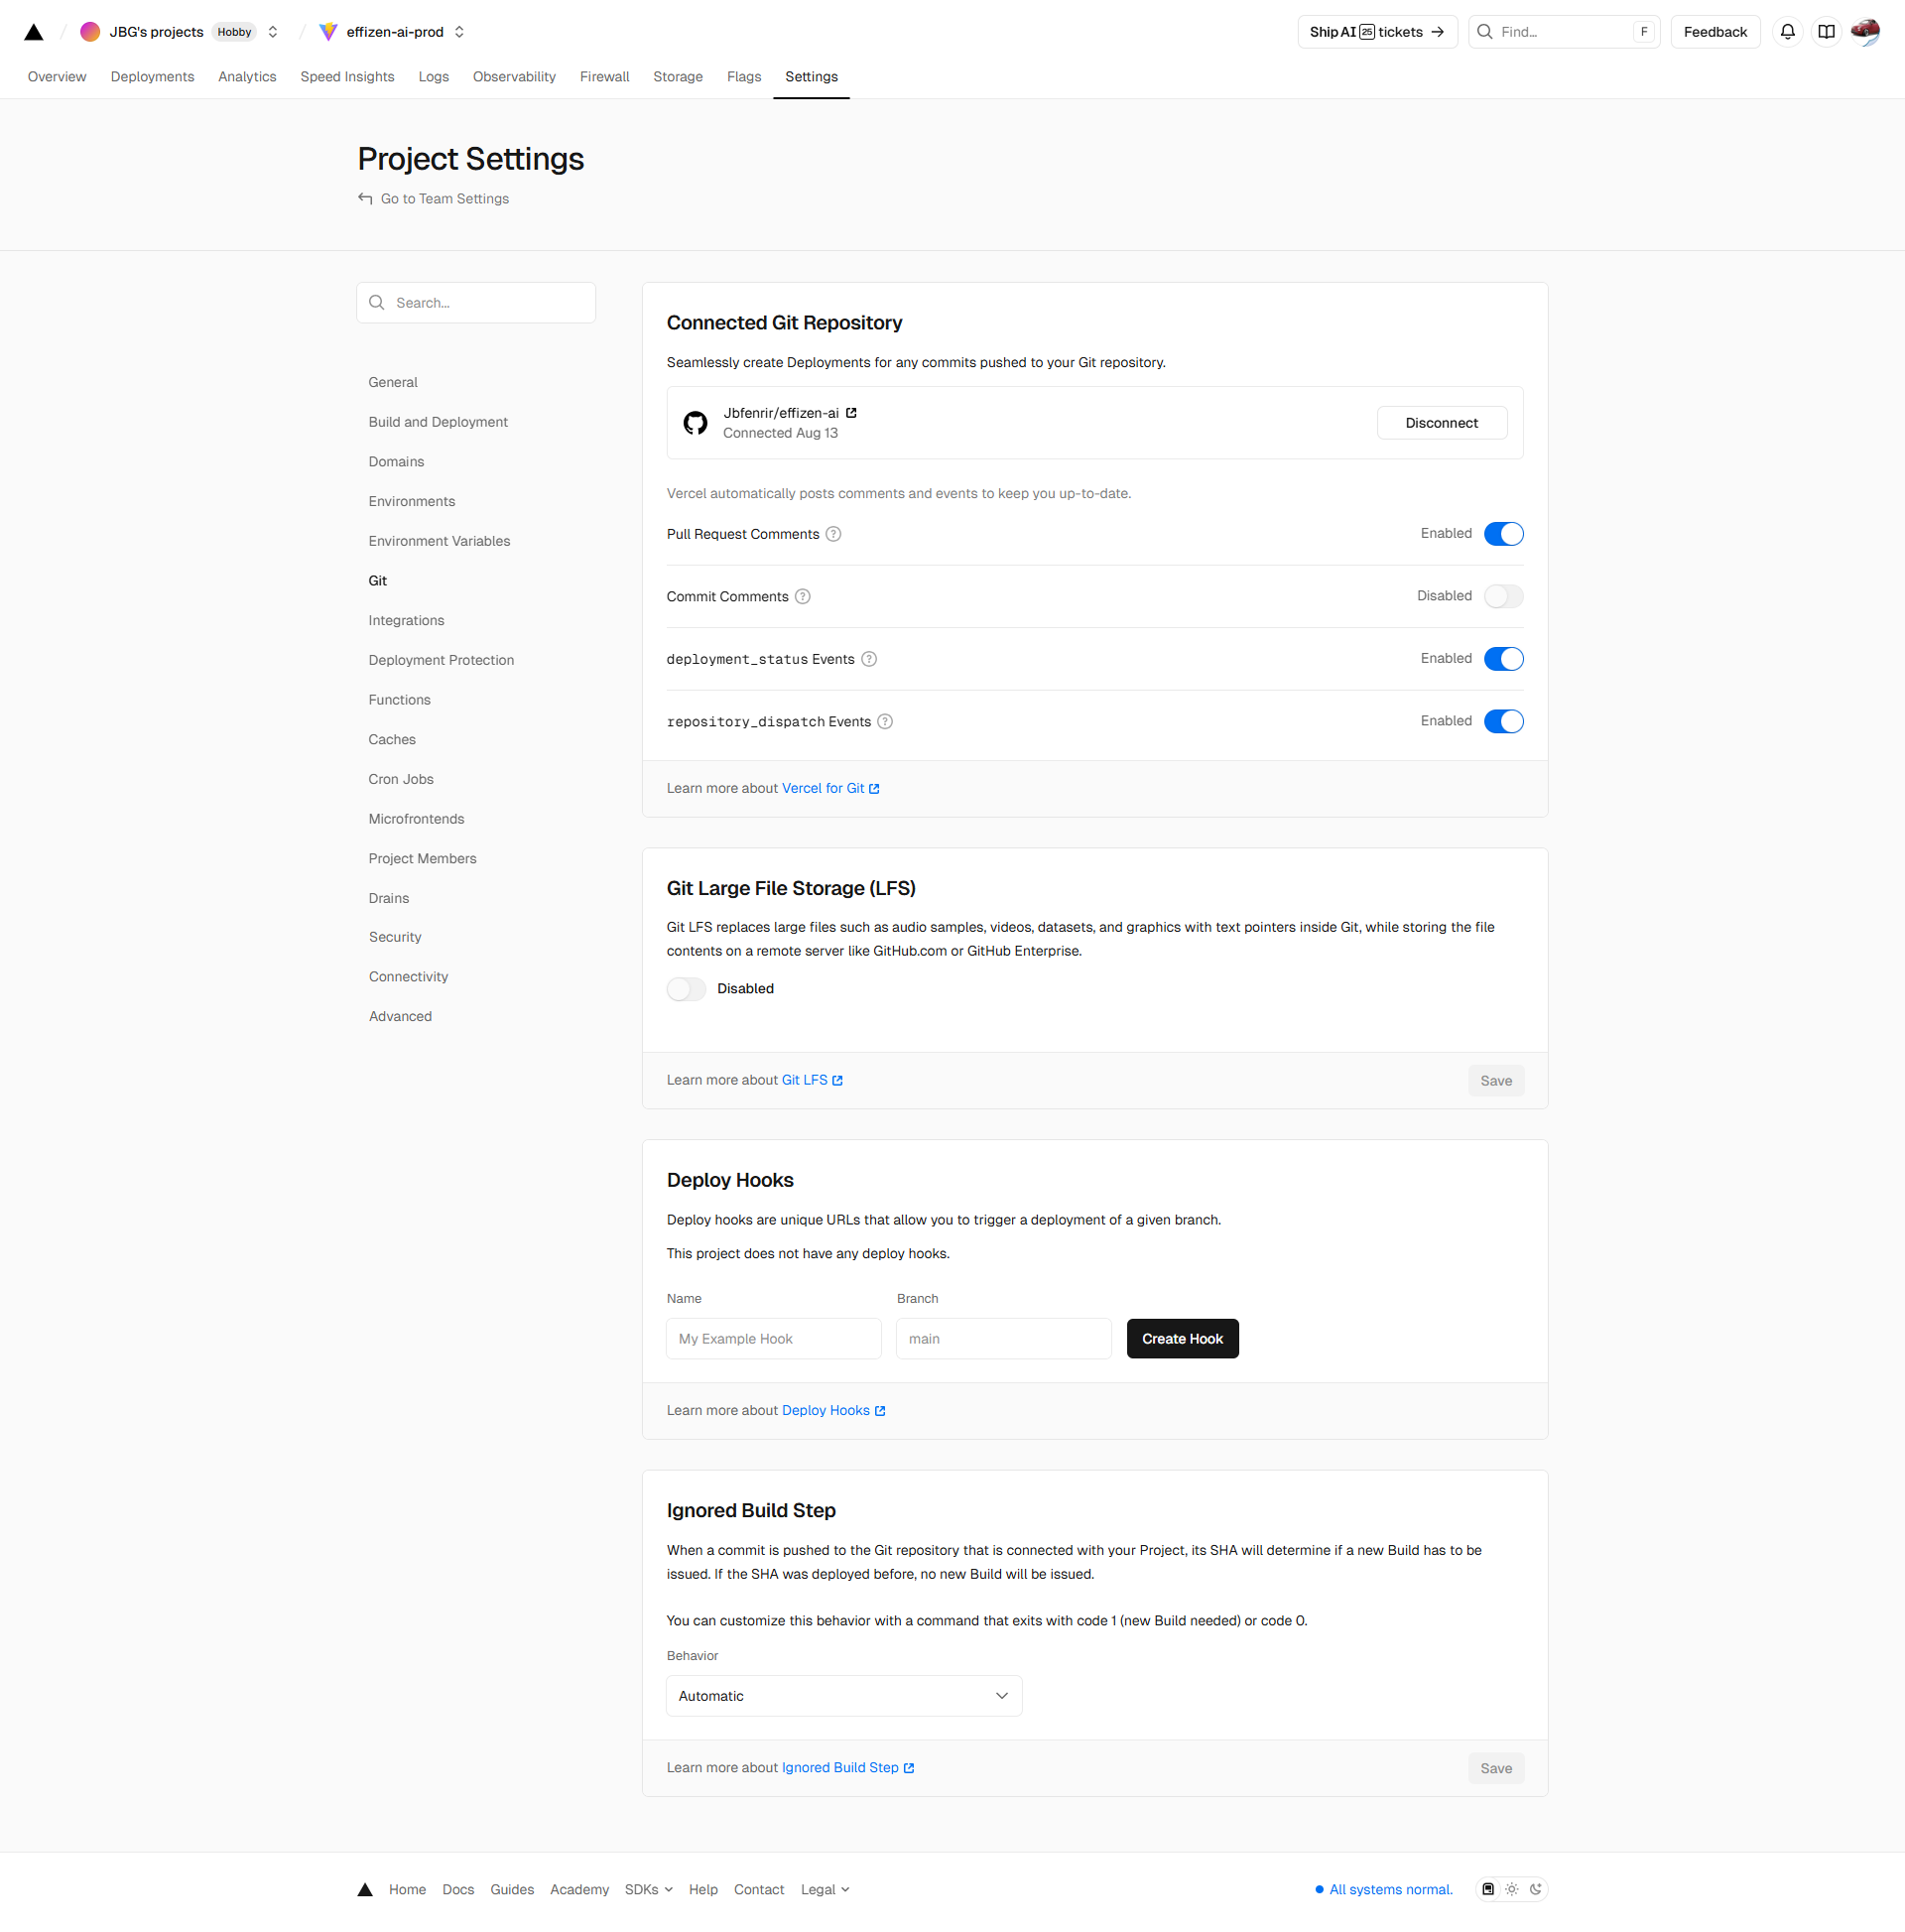 JBG's projects Hobby
effizen-ai-prod
Ship AI 25 tickets →
Find...
F
Feedback
Overview Deployments Analytics Speed Insights Logs Observability Firewall Storage Flags Settings
Project Settings
Go to Team Settings
Search...
General
Build and Deployment
Domains
Environments
Environment Variables
Git
Integrations
Deployment Protection
Functions
Caches
Cron Jobs
Microfrontends
Project Members
Drains
Security
Connectivity
Advanced
Connected Git Repository
Seamlessly create Deployments for any commits pushed to your Git repository.
Jbfenrir/effizen-ai
Connected Aug 13
Disconnect
Vercel automatically posts comments and events to keep you up-to-date.
Pull Request Comments ? Enabled
Commit Comments ? Disabled
deployment_status Events ? Enabled
repository_dispatch Events ? Enabled
Learn more about Vercel for Git
Git Large File Storage (LFS)
Git LFS replaces large files such as audio samples, videos, datasets, and graphics with text pointers inside Git, while storing the file
contents on a remote server like GitHub.com or GitHub Enterprise.
Disabled
Learn more about Git LFS
Save
Deploy Hooks
Deploy hooks are unique URLs that allow you to trigger a deployment of a given branch.
This project does not have any deploy hooks.
Name Branch
My Example Hook main Create Hook
Learn more about Deploy Hooks
Ignored Build Step
When a commit is pushed to the Git repository that is connected with your Project, its SHA will determine if a new Build has to be
issued. If the SHA was deployed before, no new Build will be issued.
You can customize this behavior with a command that exits with code 1 (new Build needed) or code 0.
Behavior
Automatic
Learn more about Ignored Build Step
Save
Home Docs Guides Academy SDKs Help Contact Legal
All systems normal.